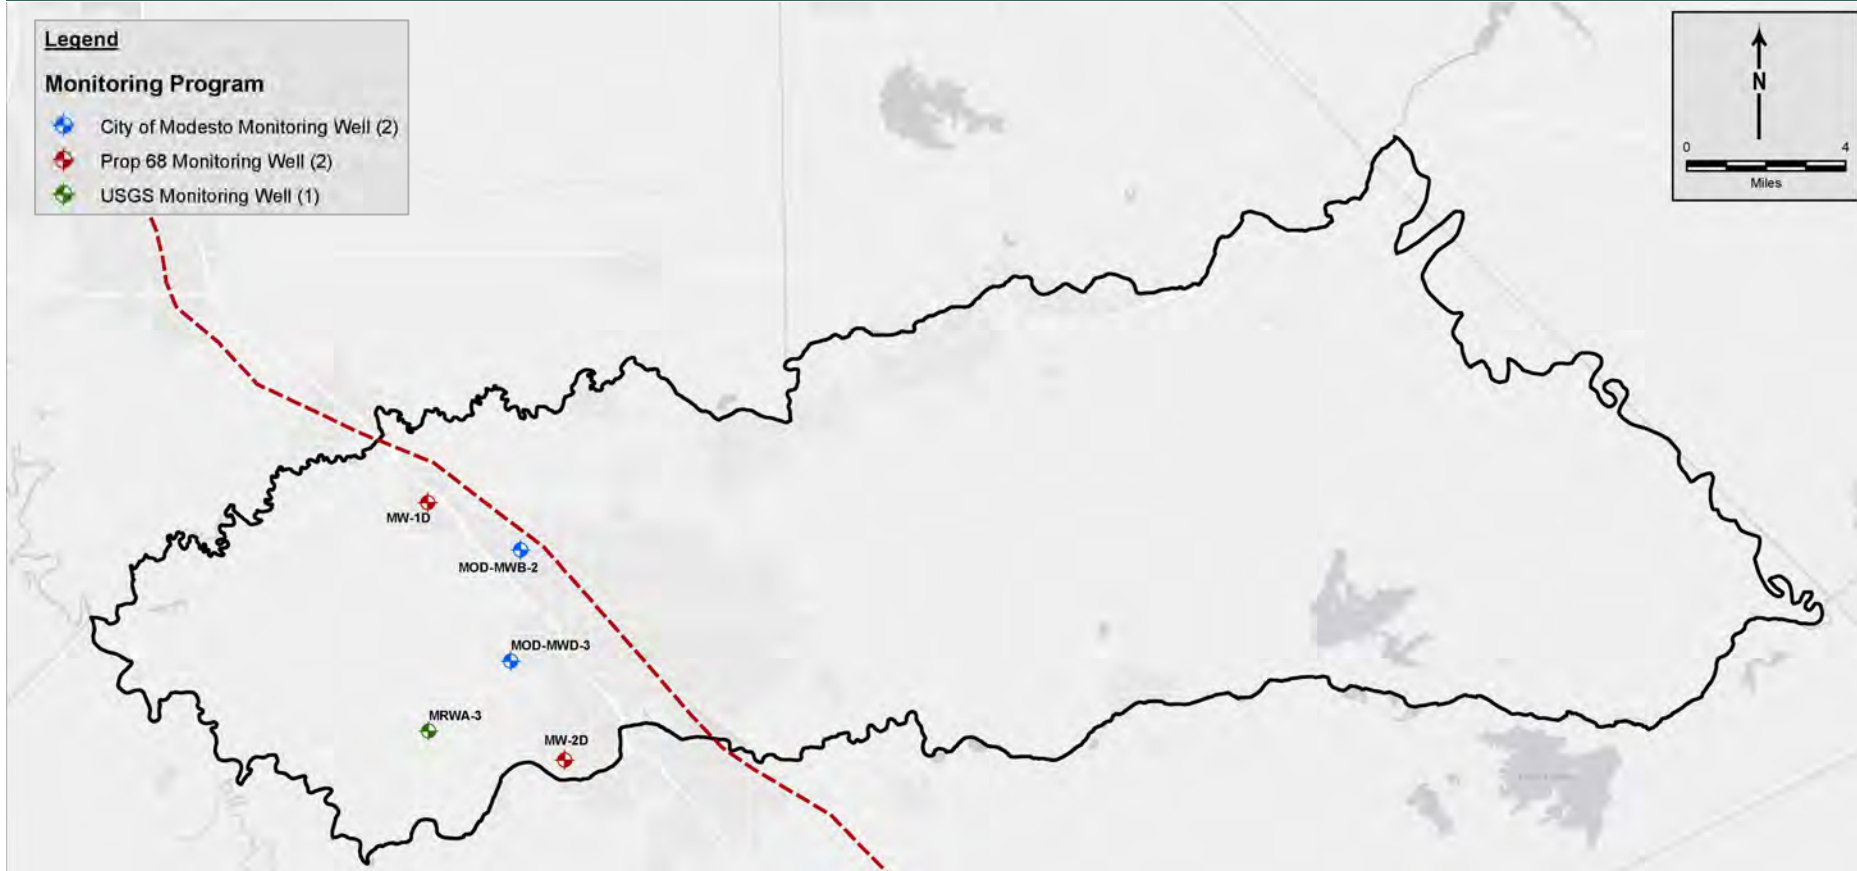 Legend
Monitoring Program
City of Modesto Monitoring Well (2)
Prop 68 Monitoring Well (2)
USGS Monitoring Well (1)
N
0 4
Miles
MW-1D
MOD-MWB-2
MOD-MWD-3
MRWA-3
MW-2D